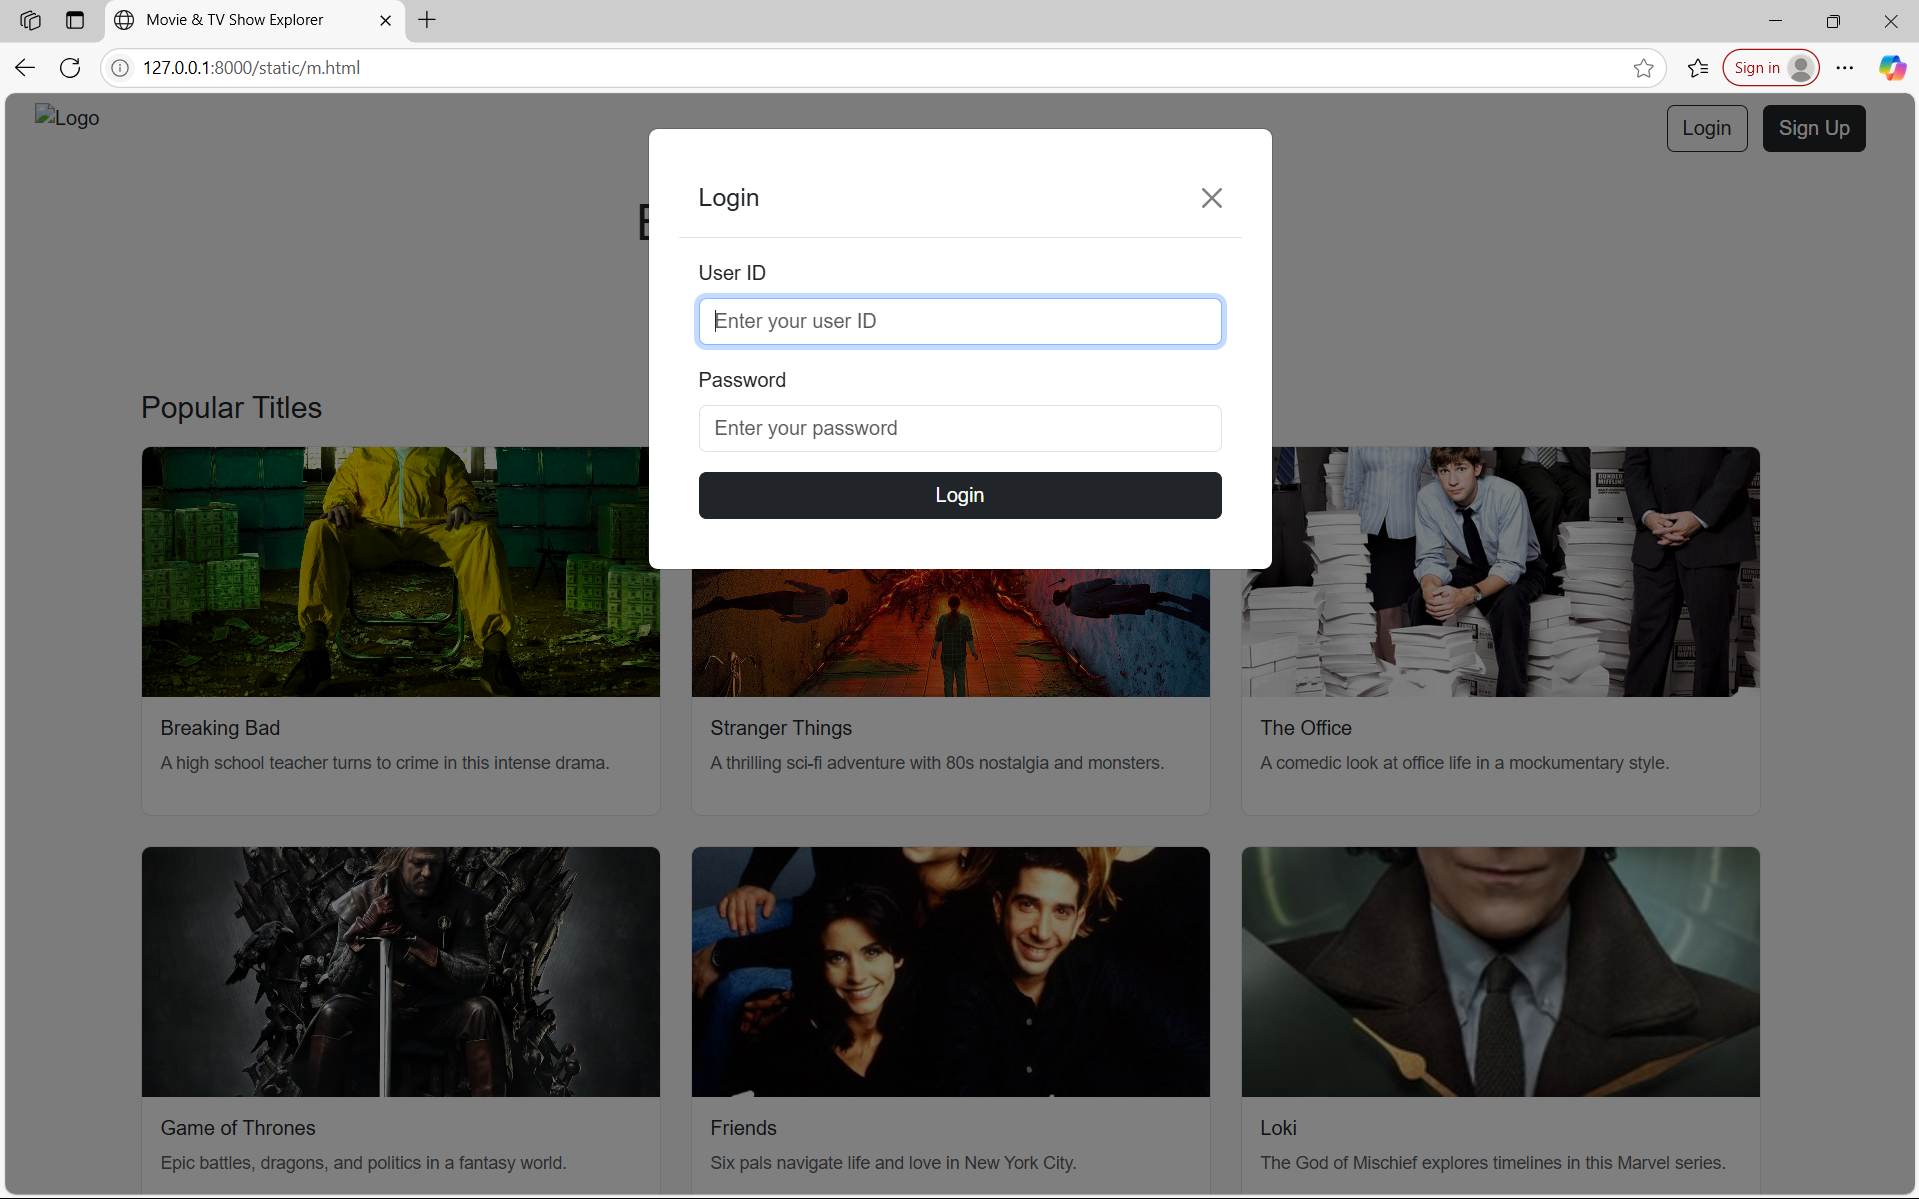 Movie & TV Show Explorer
127.0.0.1:8000/static/m.html
Sign in
Logo
Login
Sign Up
Login
User ID
Enter your user ID
Password
Enter your password
Login
Popular Titles
DUNDER
MIFFLIN
Breaking Bad
A high school teacher turns to crime in this intense drama.
Stranger Things
A thrilling sci-fi adventure with 80s nostalgia and monsters.
The Office
A comedic look at office life in a mockumentary style.
Game of Thrones
Epic battles, dragons, and politics in a fantasy world.
Friends
Six pals navigate life and love in New York City.
Loki
The God of Mischief explores timelines in this Marvel series.